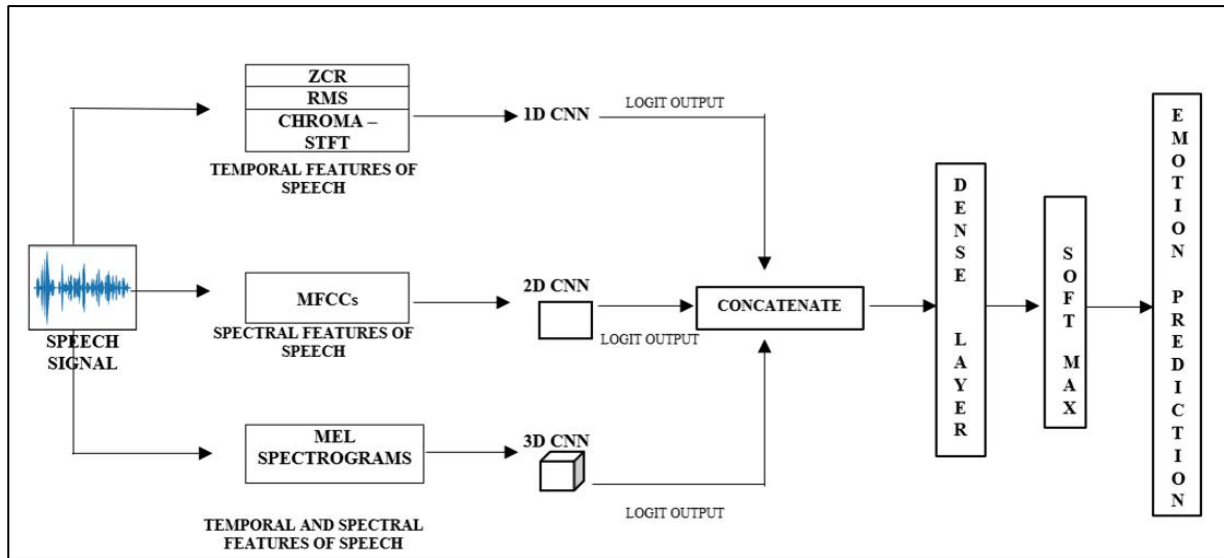 ZCR
RMS
CHROMA –
STFT
TEMPORAL FEATURES OF
SPEECH
1D CNN
LOGIT OUTPUT
SPEECH
SIGNAL
MFCCs
SPECTRAL FEATURES OF
SPEECH
2D CNN
LOGIT OUTPUT
MEL
SPECTROGRAMS
TEMPORAL AND SPECTRAL
FEATURES OF SPEECH
3D CNN
LOGIT OUTPUT
CONCATENATE
DENSE LAYER
SOFT MAX
EMOTION PREDICTION